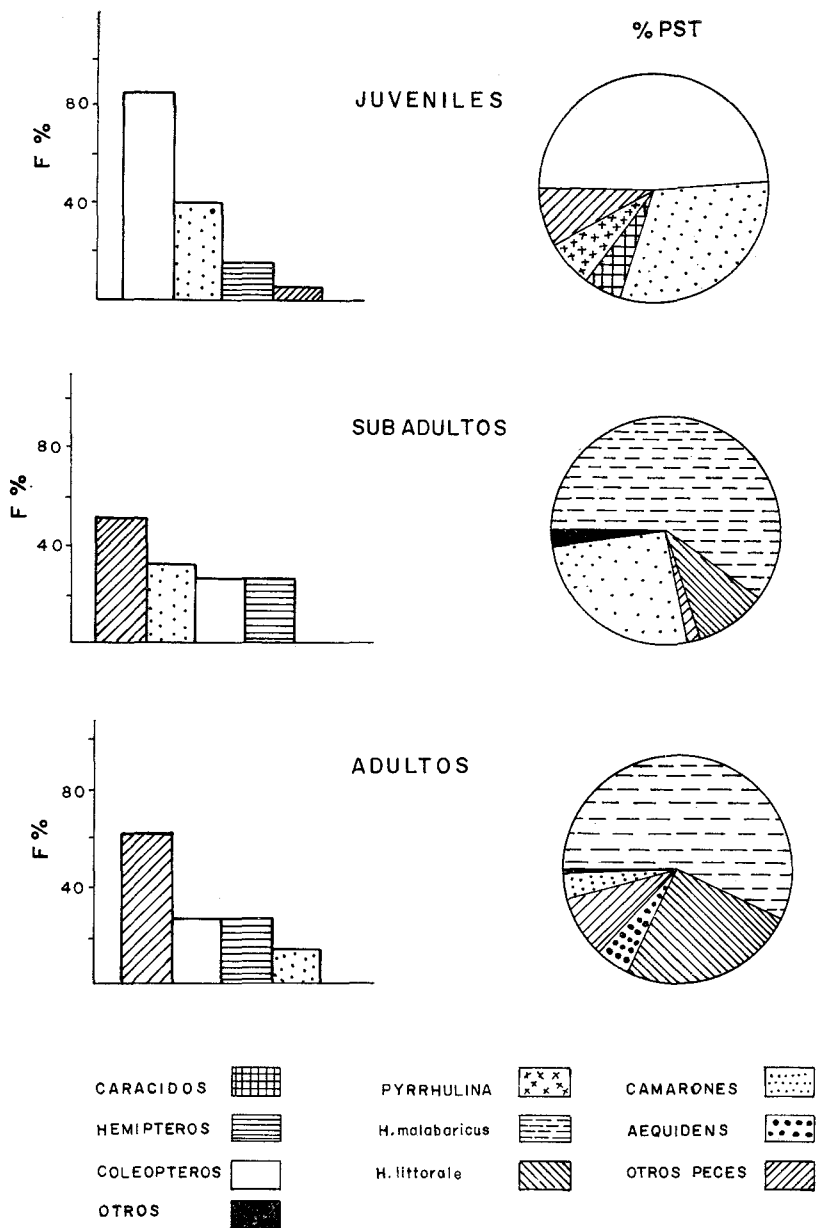 % PST
JUVENILES
F %
80
40
SUB ADULTOS
F %
80
40
ADULTOS
F %
80
40
CARACIDOS
PYRRHULINA
CAMARONES
HEMIPTEROS
H. malabaricus
AEQUIDENS
COLEOPTEROS
H. littorale
OTROS PECES
OTROS